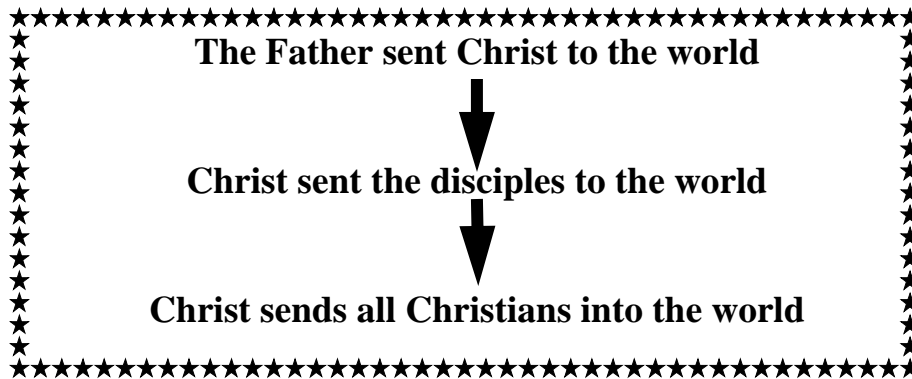 The Father sent Christ to the world
Christ sent the disciples to the world
Christ sends all Christians into the world